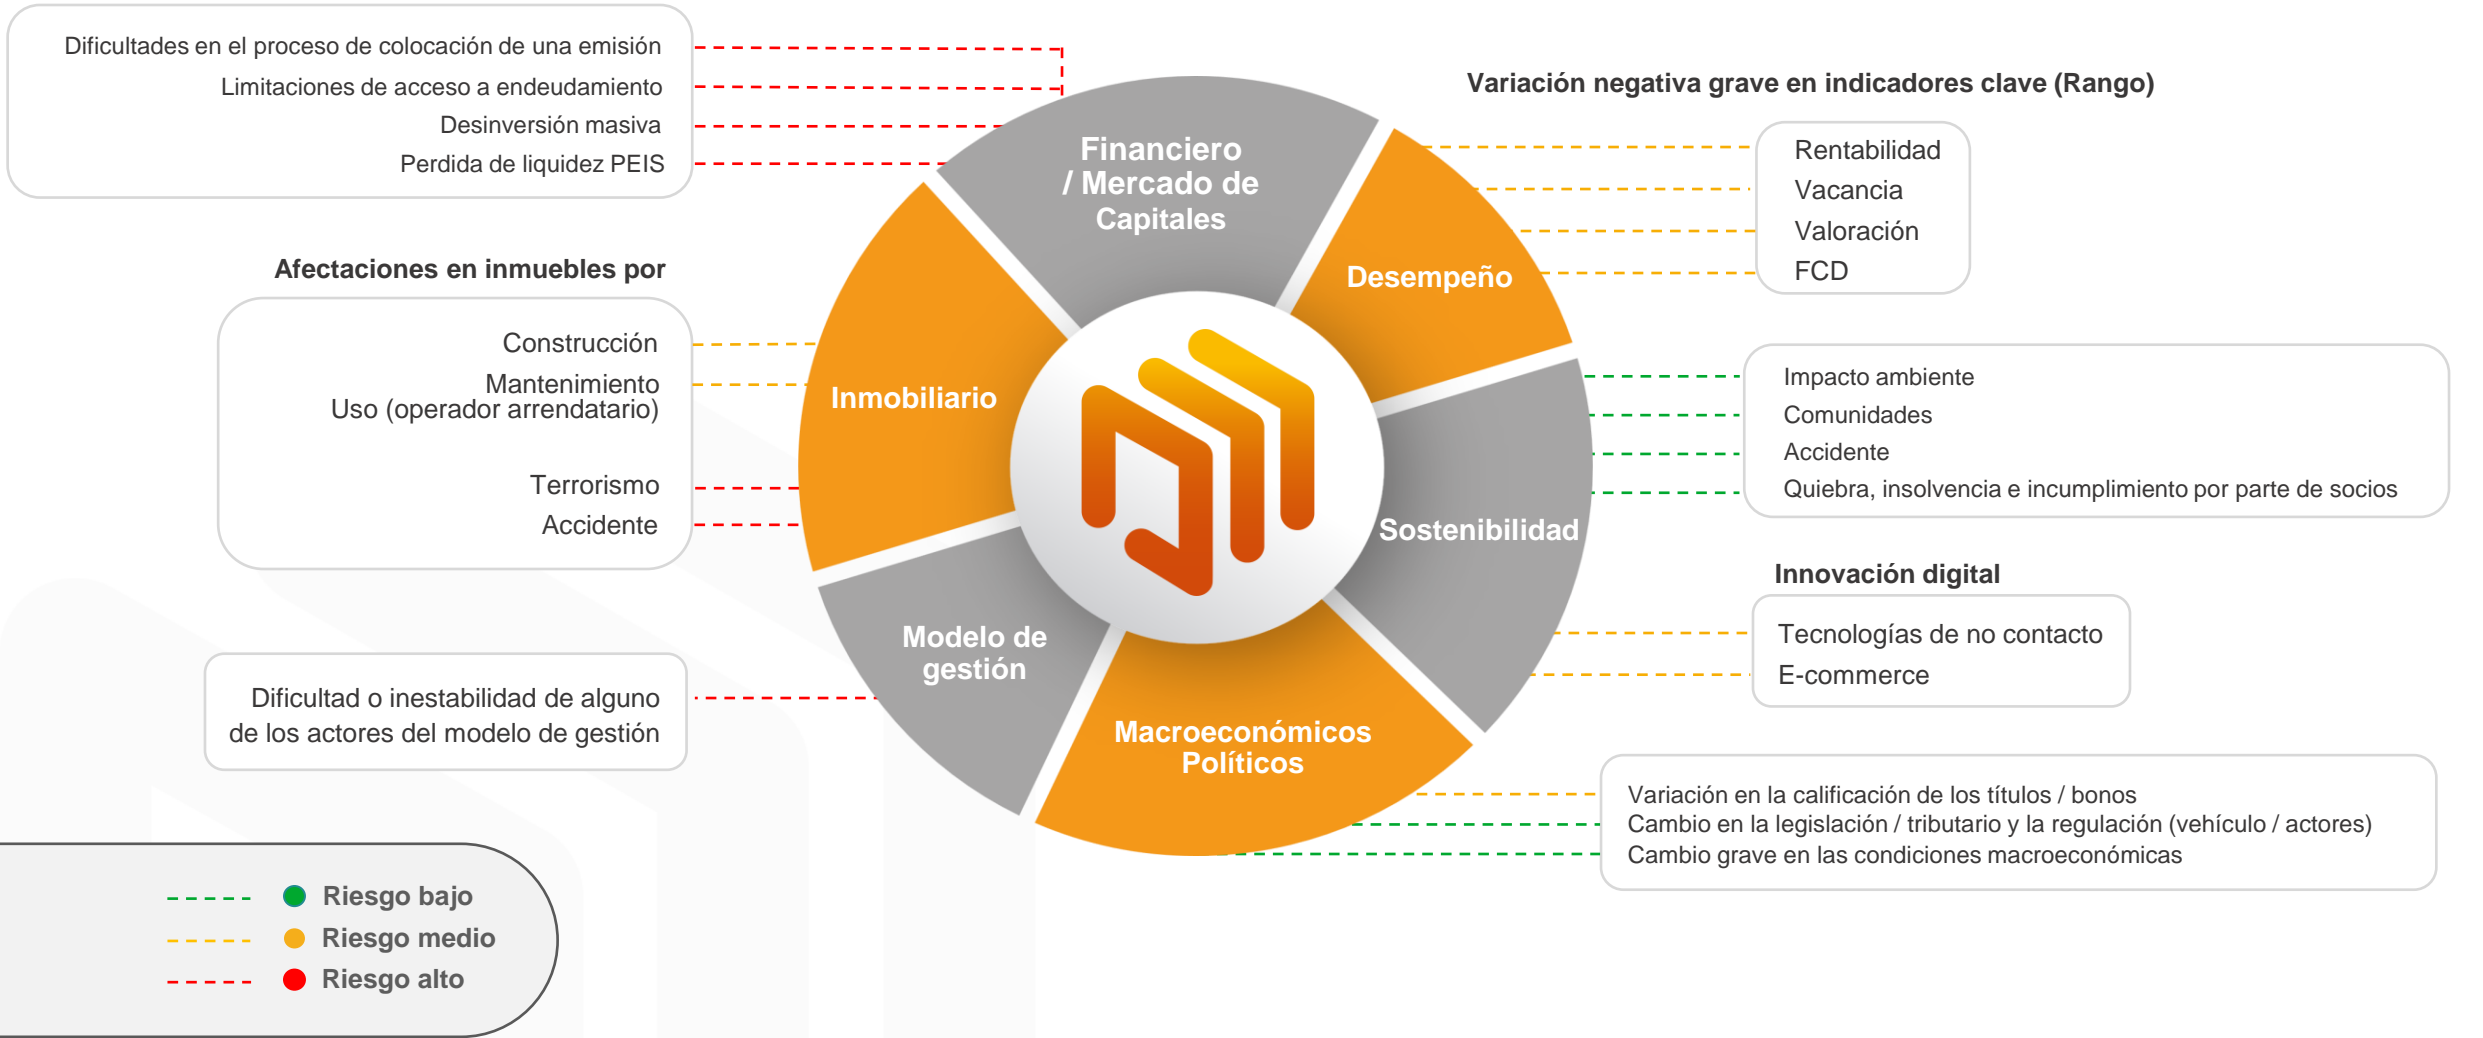 Dificultades en el proceso de colocación de una emisión
Limitaciones de acceso a endeudamiento
Desinversión masiva
Perdida de liquidez PEIS
Financiero
/ Mercado de
Capitales
Variación negativa grave en indicadores clave (Rango)
Rentabilidad
Vacancia
Valoración
FCD
Desempeño
Afectaciones en inmuebles por
Construcción
Mantenimiento
Uso (operador arrendatario)
Terrorismo
Accidente
Inmobiliario
Impacto ambiente
Comunidades
Accidente
Quiebra, insolvencia e incumplimiento por parte de socios
Sostenibilidad
Innovación digital
Tecnologías de no contacto
E-commerce
Modelo de
gestión
Dificultad o inestabilidad de alguno
de los actores del modelo de gestión
Macroeconómicos
Políticos
Variación en la calificación de los títulos / bonos
Cambio en la legislación / tributario y la regulación (vehículo / actores)
Cambio grave en las condiciones macroeconómicas
Riesgo bajo
Riesgo medio
Riesgo alto